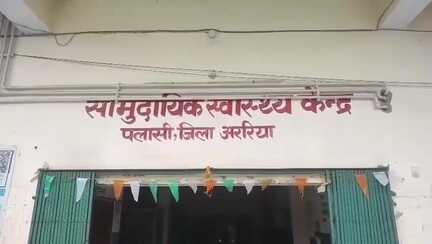 सामुदायिक स्वास्थ्य केन्द्र
पलासी, जिला अररिया